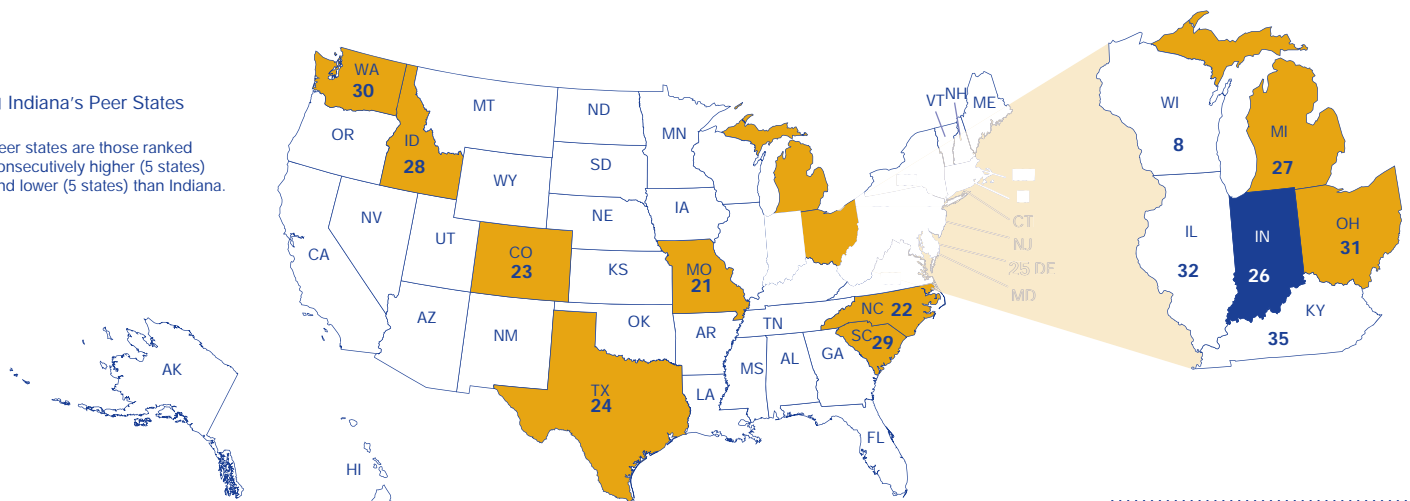 Indiana's Peer States
eer states are those ranked
onsecutively higher (5 states)
nd lower (5 states) than Indiana.
WA
30
OR
ID
28
MT
ND
MN
SD
WY
NV
CA
UT
NE
IA
CO
23
KS
MO
21
AZ
NM
OK
AR
TN
NC 22
SC 29
MS
AL
GA
LA
TX
24
FL
AK
HI
VT
NH
ME
CT
NJ
25 DE
MD
WI
8
MI
27
IL
32
IN
26
OH
31
KY
35